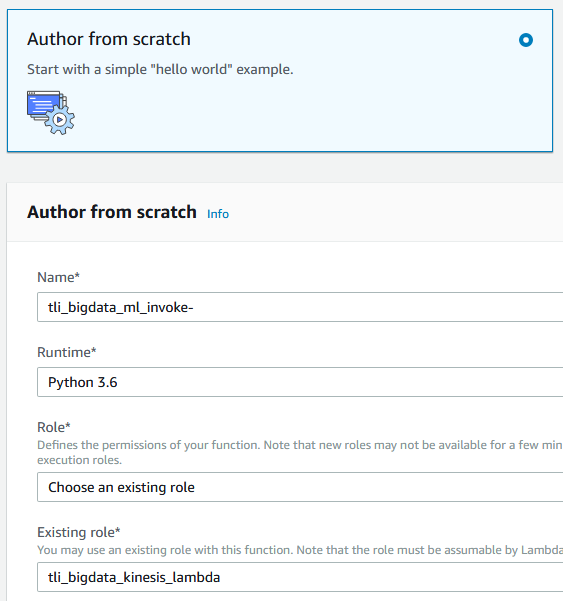 Author from scratch
Start with a simple "hello world" example.
Author from scratch Info
Name*
tli_bigdata_ml_invoke-
Runtime*
Python 3.6
Role*
Defines the permissions of your function. Note that new roles may not be available for a few min
execution roles.
Choose an existing role
Existing role*
You may use an existing role with this function. Note that the role must be assumable by Lambda
tli_bigdata_kinesis_lambda